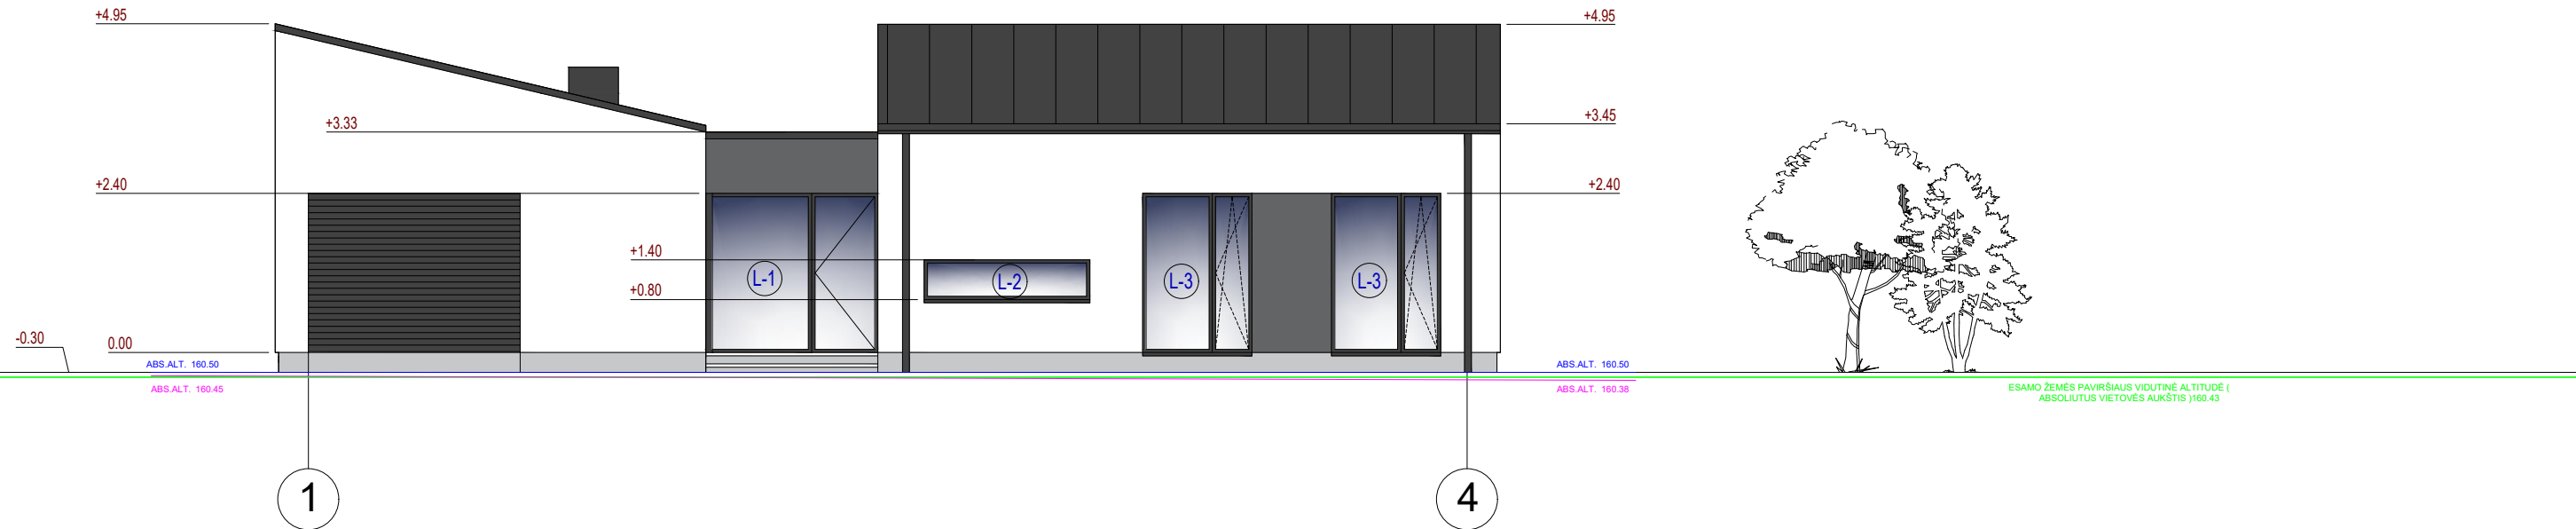 +4.95
+4.95
+3.33
+3.45
+2.40
+2.40
+1.40
L-1
L-2
L-3
L-3
+0.80
-0.30
0.00
ABS.ALT. 160.50
ABS.ALT. 160.50
ABS.ALT. 160.45
ABS.ALT. 160.38
ESAMO ŽEMĖS PAVIRŠIAUS VIDUTINĖ ALTITUDĖ (
ABSOLIUTUS VIETOVĖS AUKŠTIS )160.43
1
4